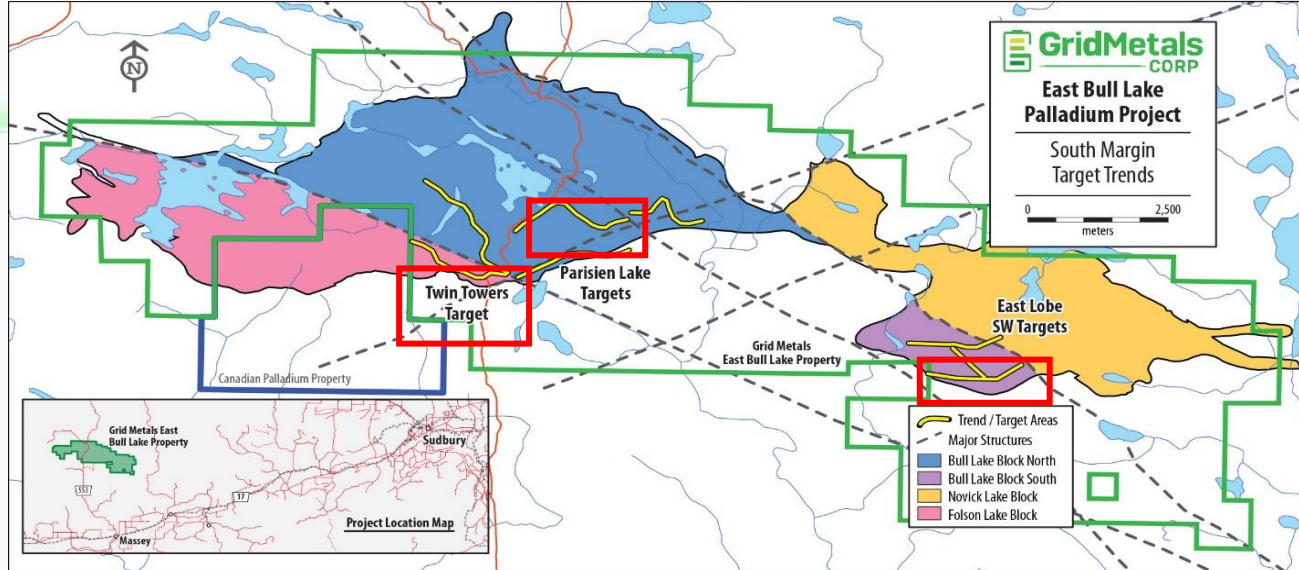 GridMetals
CORP
East Bull Lake
Palladium Project
South Margin
Target Trends
0 2,500
meters
N
Twin Towers
Target
Parisien Lake
Targets
East Lobe
SW Targets
Grid Metals
East Bull Lake Property
Canadian Palladium Property
Grid Metals East
Bull Lake Property
Sudbury
553
17
Massey
Project Location Map
Trend / Target Areas
Major Structures
Bull Lake Block North
Bull Lake Block South
Novick Lake Block
Folson Lake Block